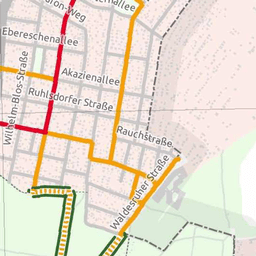 Ebereschenallee
Akazienallee
Ruhlsdorfer Straße
Wilhelm-Blos-Straße
Rauchstraße
Waldesruher Straße